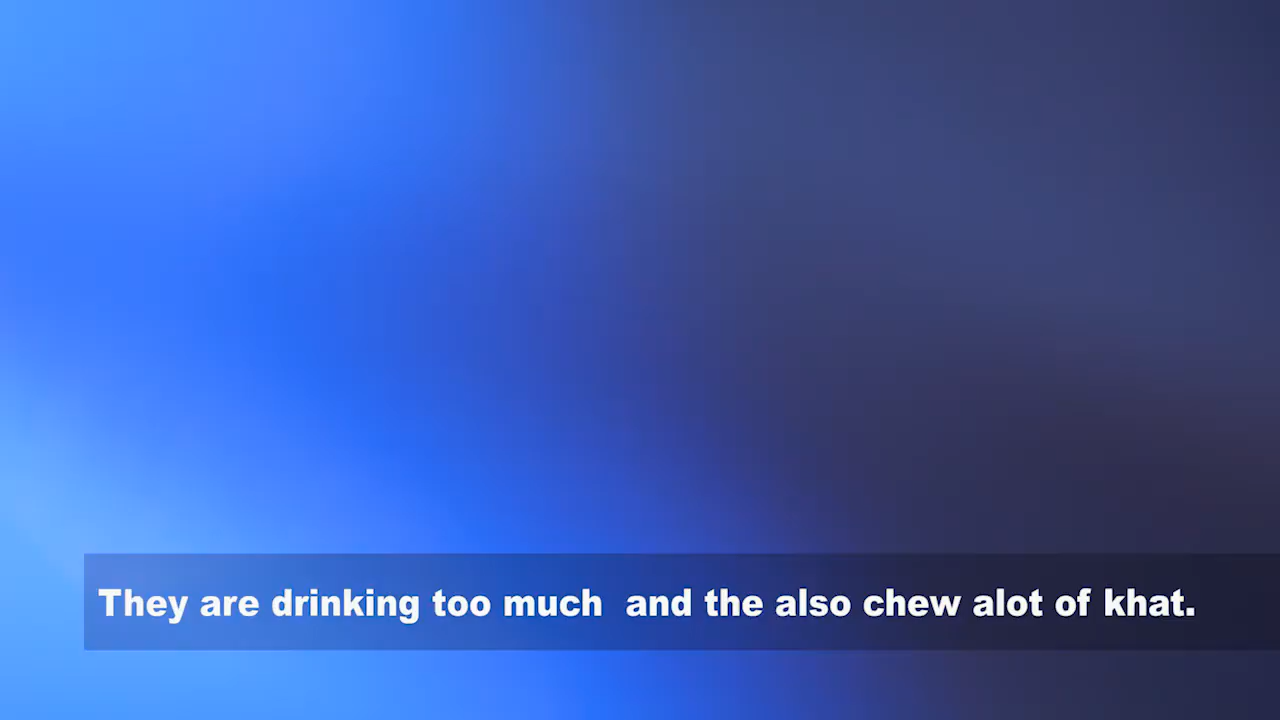 They are drinking too much  and the also chew alot of khat.